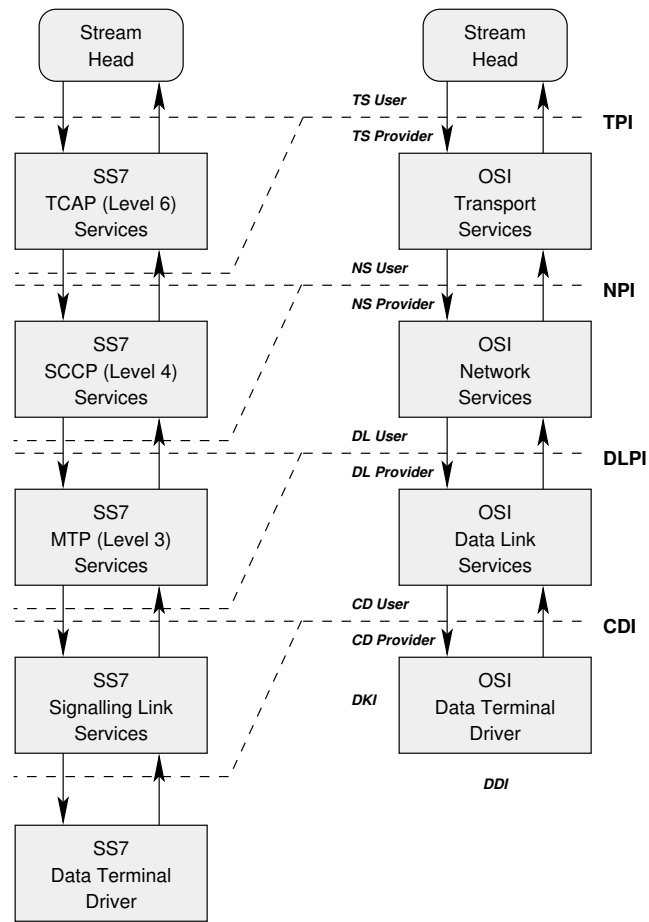 Stream
Head
Stream
Head
TS User
TPI
TS Provider
SS7
TCAP (Level 6)
Services
OSI
Transport
Services
NS User
NPI
NS Provider
SS7
SCCP (Level 4)
Services
OSI
Network
Services
DL User
DLPI
DL Provider
SS7
MTP (Level 3)
Services
OSI
Data Link
Services
CD User
CDI
CD Provider
SS7
Signalling Link
Services
DKI
OSI
Data Terminal
Driver
DDI
SS7
Data Terminal
Driver